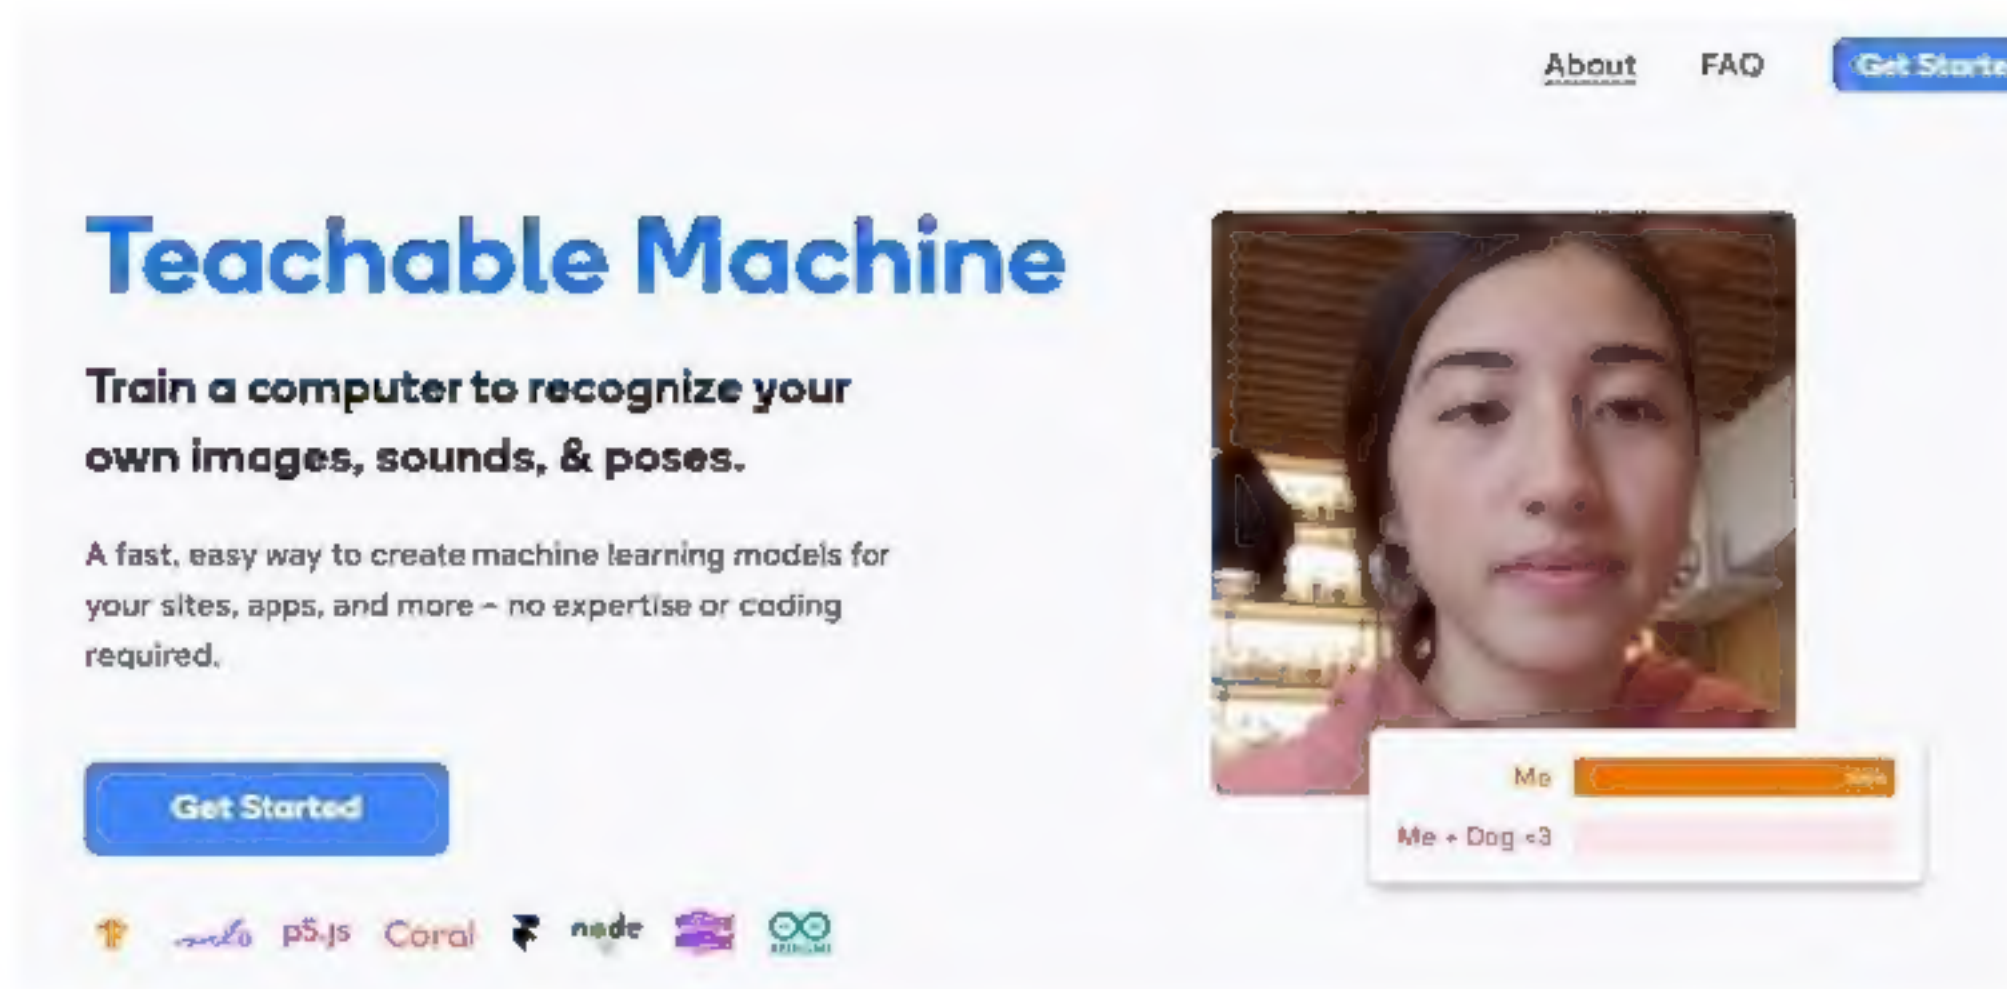 About FAQ Get Starte
Teachable Machine
Train a computer to recognize your
own images, sounds, & poses.
A fast, easy way to create machine learning models for
your sites, apps, and more – no expertise or coding
required.
Get Started
Me
Me + Dog <3
p5.js Coral node